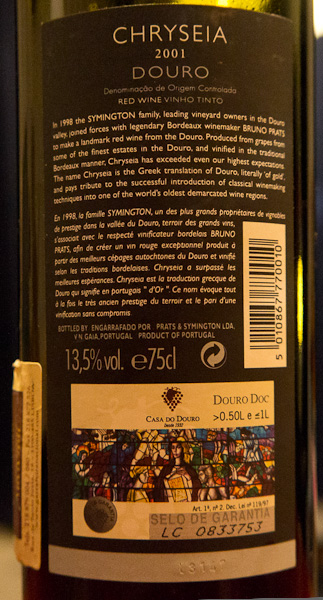 CHRYSEIA
2001
DOURO
Denominação de Origem Controlada
RED WINE VINHO TINTO
In 1998 the SYMINGTON family, leading vineyard owners in the Douro
valley, joined forces with legendary Bordeaux winemaker BRUNO PRATS
to make a landmark red wine from the Douro. Produced from grapes from
some of the finest estates in the Douro, and vinified in the traditional
Bordeaux manner, Chryseia has exceeded even our highest expectations.
The name Chryseia is the Greek translation of Douro, literally 'of gold',
and pays tribute to the successful introduction of classical winemaking
techniques into one of the world's oldest demarcated wine regions.
En 1998, la famille SYMINGTON, un des plus grands propriétaires de vignobles
de prestige dans la vallée du Douro, terroir des grands vins,
s'associait avec le respecté vinificateur bordelais BRUNO
PRATS, afin de créer un vin rouge exceptionnel produit à
partir des meilleurs cépages autochtones du Douro et vinifié
selon les traditions bordelaises. Chryseia a surpassé les
meilleures espérances. Chryseia est la traduction grecque de
Douro qui signifie en portugais " d'Or ". Ce nom évoque tout
à la fois le très ancien prestige du terroir et le pari d'une
vinification sans compromis
BOTTLED BY ENGARRAFADO POR PRATS & SYMINGTON LDA.
V.N.GAIA, PORTUGAL PRODUCT OF PORTUGAL
13,5%vol. e75cl
5 010867 770010
CASA DO DOURO
Desde 1932
DOURO DOC
>0.50L e ≤1L
Art. 1º, nº 2 Dec. Lei nº 119/97
SELO DE GARANTIA
LC 0833753